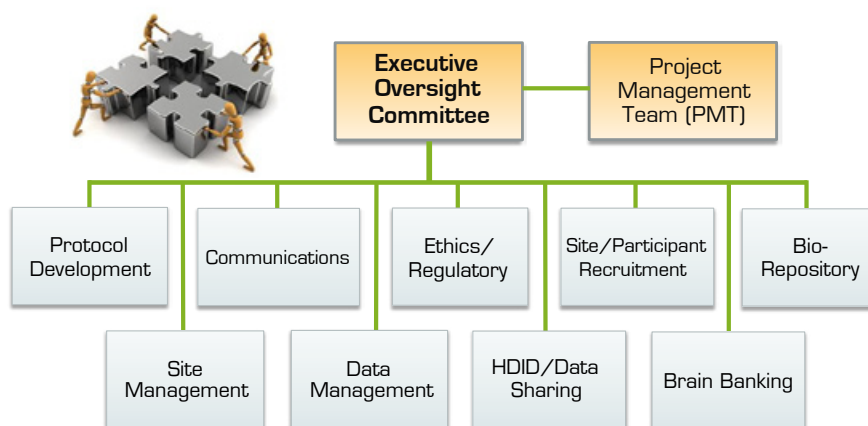 Executive
Oversight
Committee
Project
Management
Team (PMT)
Protocol
Development
Communications
Ethics/
Regulatory
Site/Participant
Recruitment
Bio-
Repository
Site
Management
Data
Management
HDID/Data
Sharing
Brain Banking